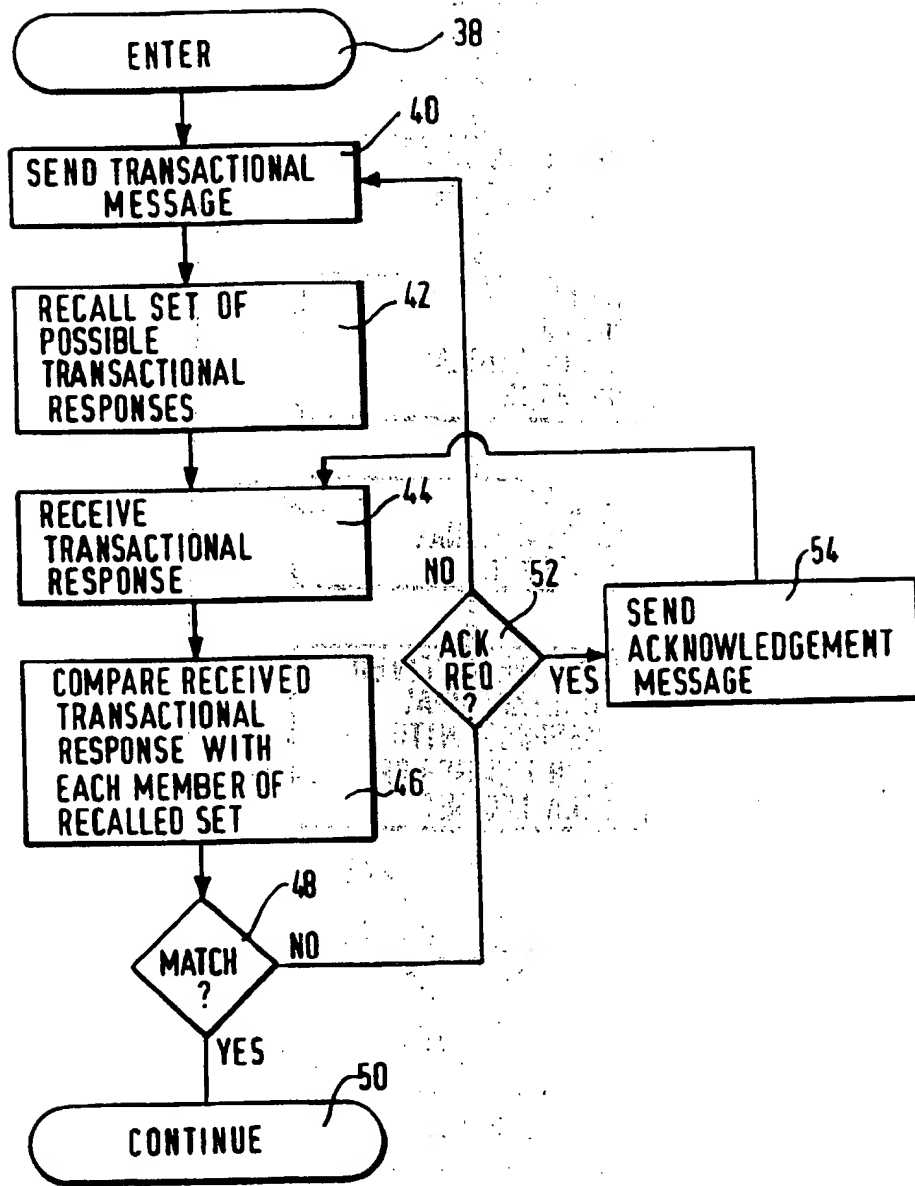 ENTER
38
40
SEND TRANSACTIONAL
MESSAGE
RECALL SET OF
POSSIBLE
TRANSACTIONAL
RESPONSES
42
RECEIVE
TRANSACTIONAL
RESPONSE
44
COMPARE RECEIVED
TRANSACTIONAL
RESPONSE WITH
EACH MEMBER OF
RECALLED SET
46
48
MATCH
?
NO
YES
50
CONTINUE
NO
52
ACK
REQ
?
YES
54
SEND
ACKNOWLEDGEMENT
MESSAGE